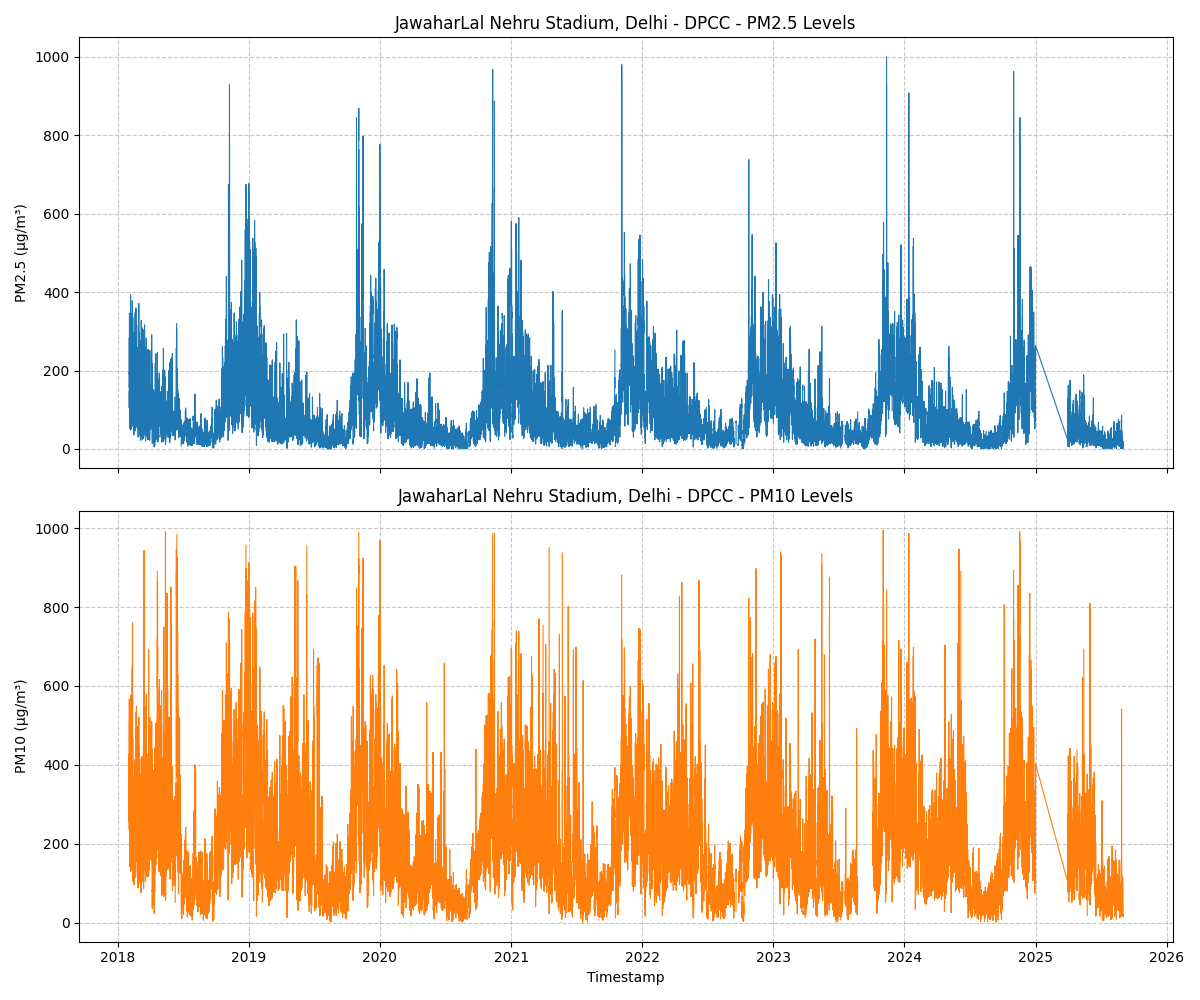 JawaharLal Nehru Stadium, Delhi - DPCC - PM2.5 Levels
1000
800
600
400
200
0
PM2.5 (µg/m³)
JawaharLal Nehru Stadium, Delhi - DPCC - PM10 Levels
1000
800
600
400
200
0
PM10 (µg/m³)
2018 2019 2020 2021 2022 2023 2024 2025 2026
Timestamp